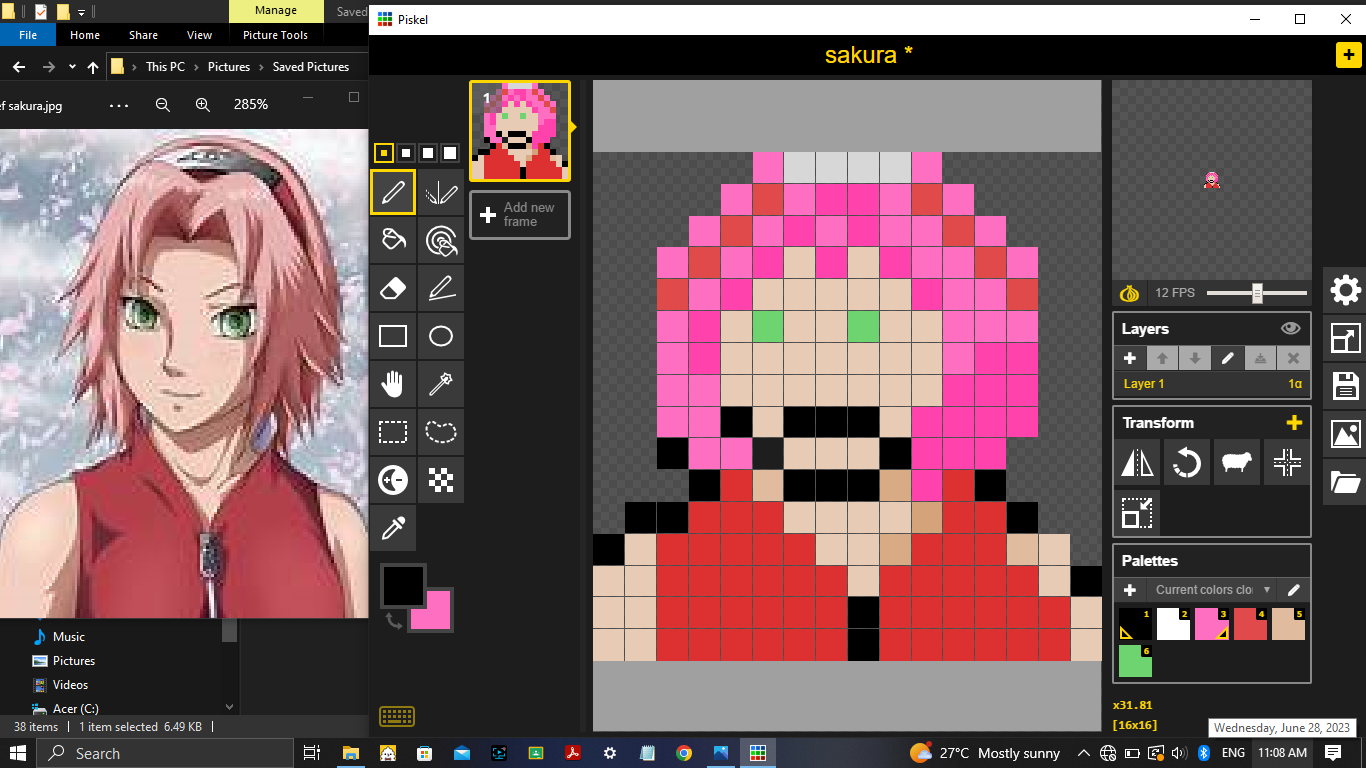 Manage
Saved
Piskel
File
Home
Share
View
Picture Tools
sakura *
This PC
Pictures
Saved Pictures
ef sakura.jpg
285%
1
Add new
frame
12 FPS
Layers
Layer 1
1α
Transform
Palettes
Current colors clo
1
2
3
4
5
6
Music
Pictures
Videos
Acer (C:)
38 items
1 item selected 6.49 KB
x31.81
[16x16]
Wednesday, June 28, 2023
Search
27°C Mostly sunny
ENG
11:08 AM